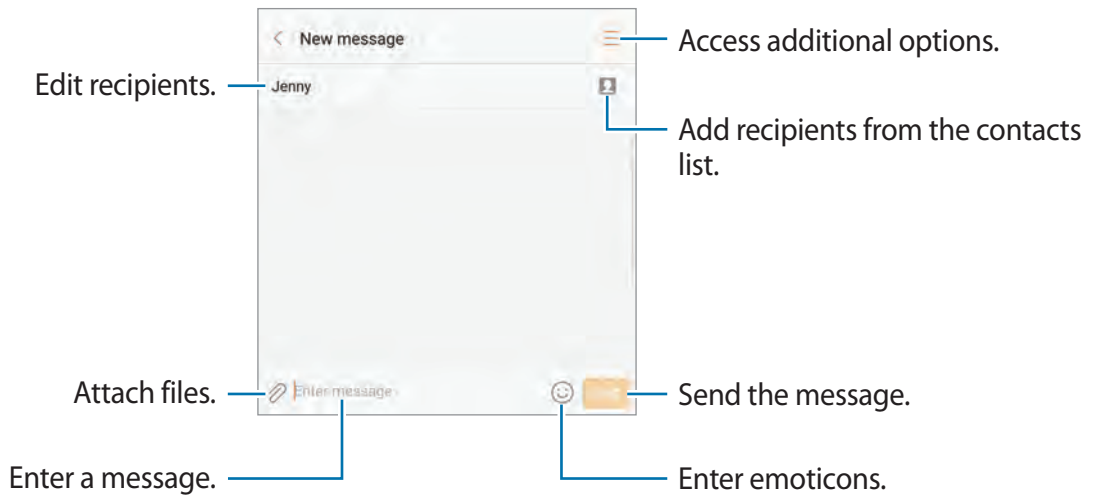 New message
Access additional options.
Edit recipients.
Jenny
Add recipients from the contacts
list.
Attach files.
Enter message
Send the message.
Enter a message.
Enter emoticons.